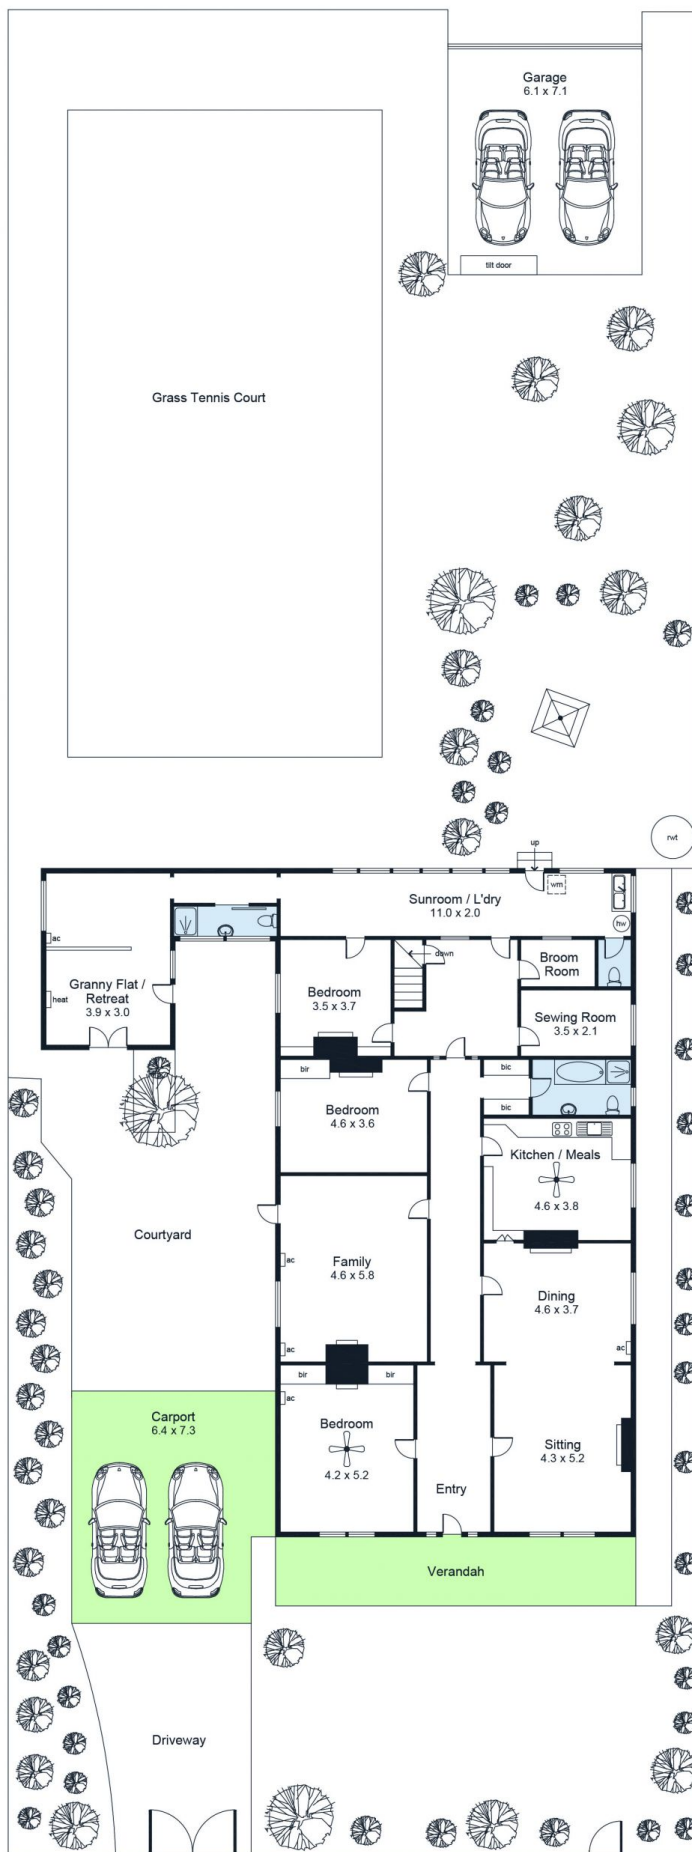 Garage
6.1 x 7.1
tilt door
Grass Tennis Court
rwt
up
wm
Sunroom / L'dry
11.0 x 2.0
hw
ac
down
Broom
Room
Granny Flat /
Retreat
3.9 x 3.0
heat
Bedroom
3.5 x 3.7
Sewing Room
3.5 x 2.1
bir
bic
Bedroom
4.6 x 3.6
bic
Kitchen / Meals
4.6 x 3.8
Courtyard
ac
Family
4.6 x 5.8
Dining
4.6 x 3.7
ac
ac
bir
bir
ac
Carport
6.4 x 7.3
Bedroom
4.2 x 5.2
Sitting
4.3 x 5.2
Entry
Verandah
Driveway